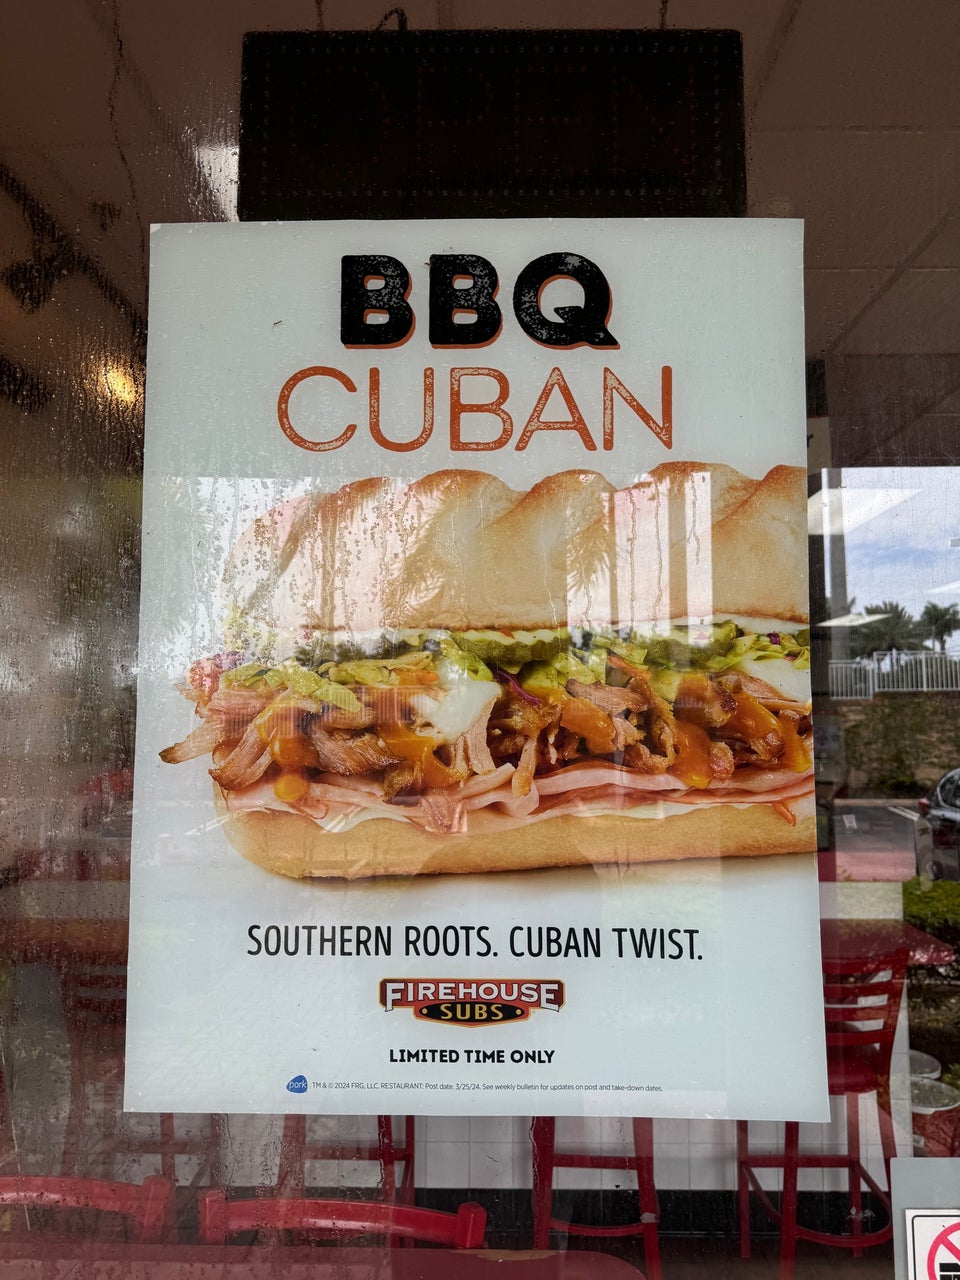 BBQ
CUBAN
SOUTHERN ROOTS. CUBAN TWIST.
FIREHOUSE
SUBS
LIMITED TIME ONLY
pork TM & © 2024 FRG, LLC. RESTAURANT: Post date: 3/25/24. See weekly bulletin for updates on post and take-down dates.